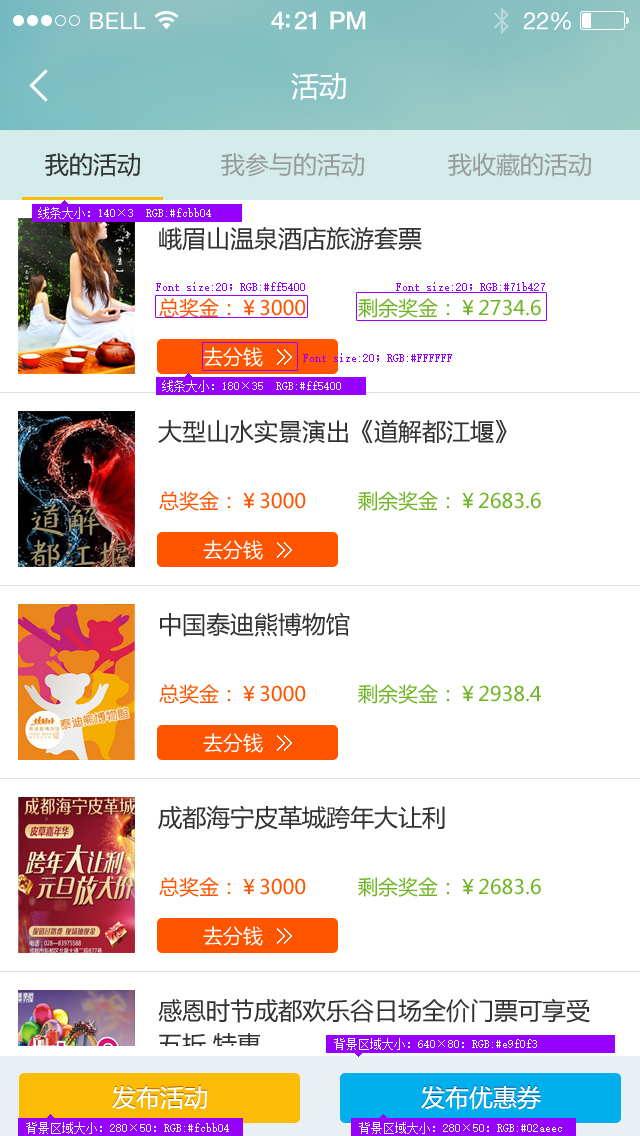 BELL 4:21 PM 22%
活动
我的活动 我参与的活动 我收藏的活动
线条大小：140×3 RGB:#fcbb04
峨眉山温泉酒店旅游套票
Font size:20; RGB:#ff5400 Font size:20; RGB:#71b427
总奖金：￥3000 剩余奖金：￥2734.6
去分钱 Font size:20; RGB:#FFFFFF
线条大小：180×35 RGB:#ff5400
大型山水实景演出《道解都江堰》
道解
都江堰
总奖金：￥3000 剩余奖金：￥2683.6
去分钱
中国泰迪熊博物馆
总奖金：￥3000 剩余奖金：￥2938.4
泰迪熊博物馆
去分钱
成都海宁皮革城
成都海宁皮革城跨年大让利
皮草嘉年华
跨年大让利
元旦放大价
总奖金：￥3000 剩余奖金：￥2683.6
去分钱
电话：028-83975588
感恩时节成都欢乐谷日场全价门票可享受
五折 特惠
背景区域大小：640×80：RGB:#e9f0f3
发布活动 发布优惠券
背景区域大小：280×50：RGB:#fcbb04 背景区域大小：280×50：RGB:#02aeec